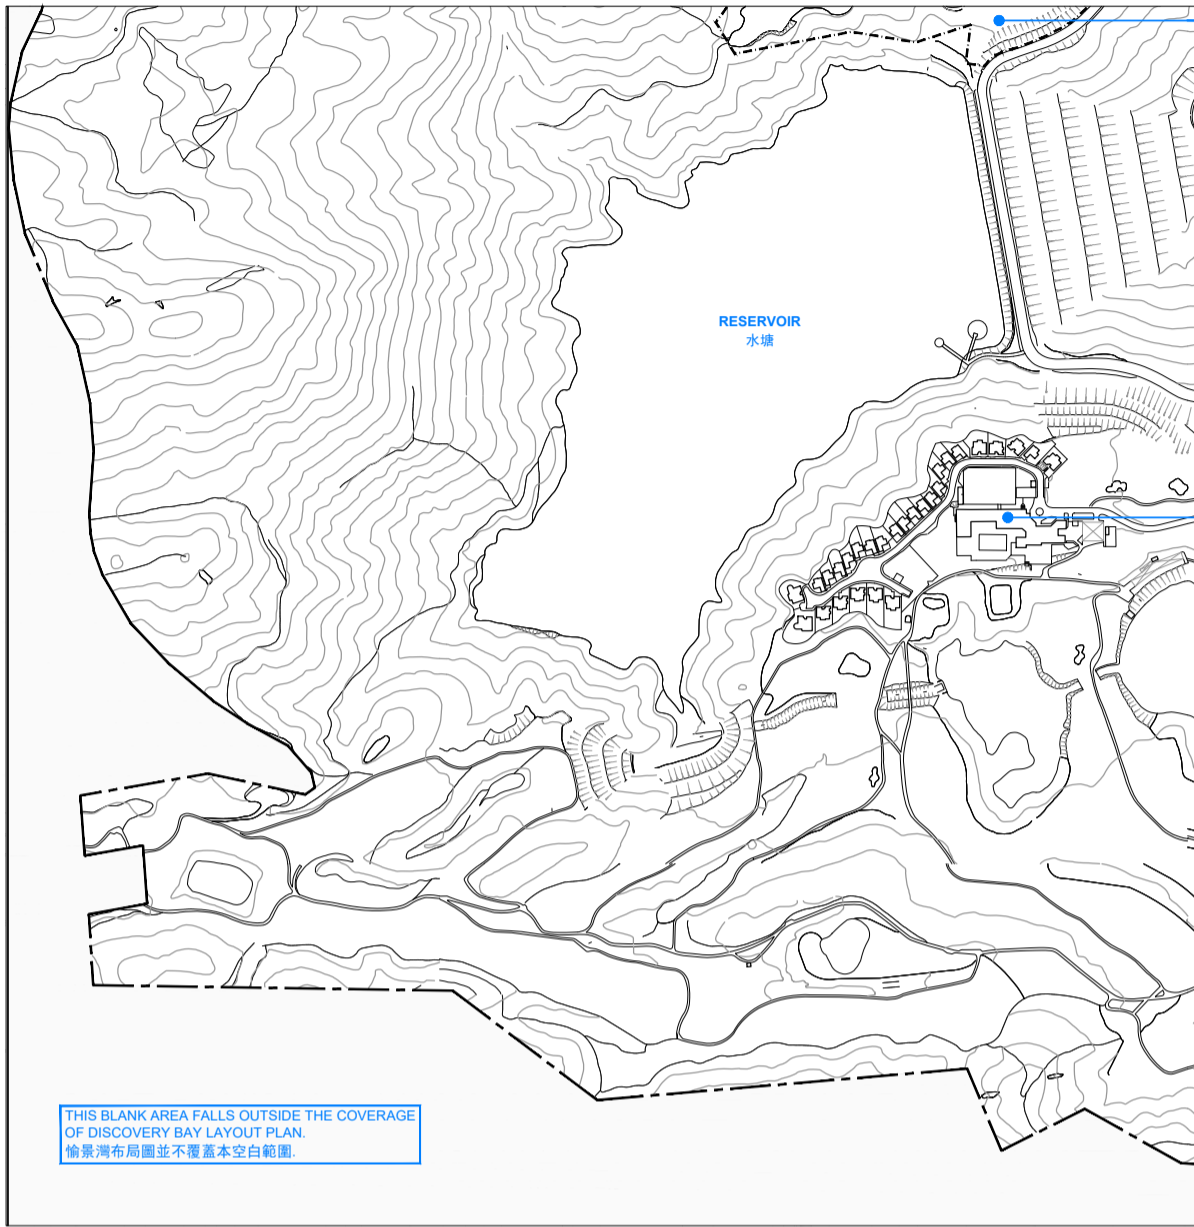 RESERVOIR
水塘
THIS BLANK AREA FALLS OUTSIDE THE COVERAGE
OF DISCOVERY BAY LAYOUT PLAN.
愉景灣布局圖並不覆蓋本空白範圍.